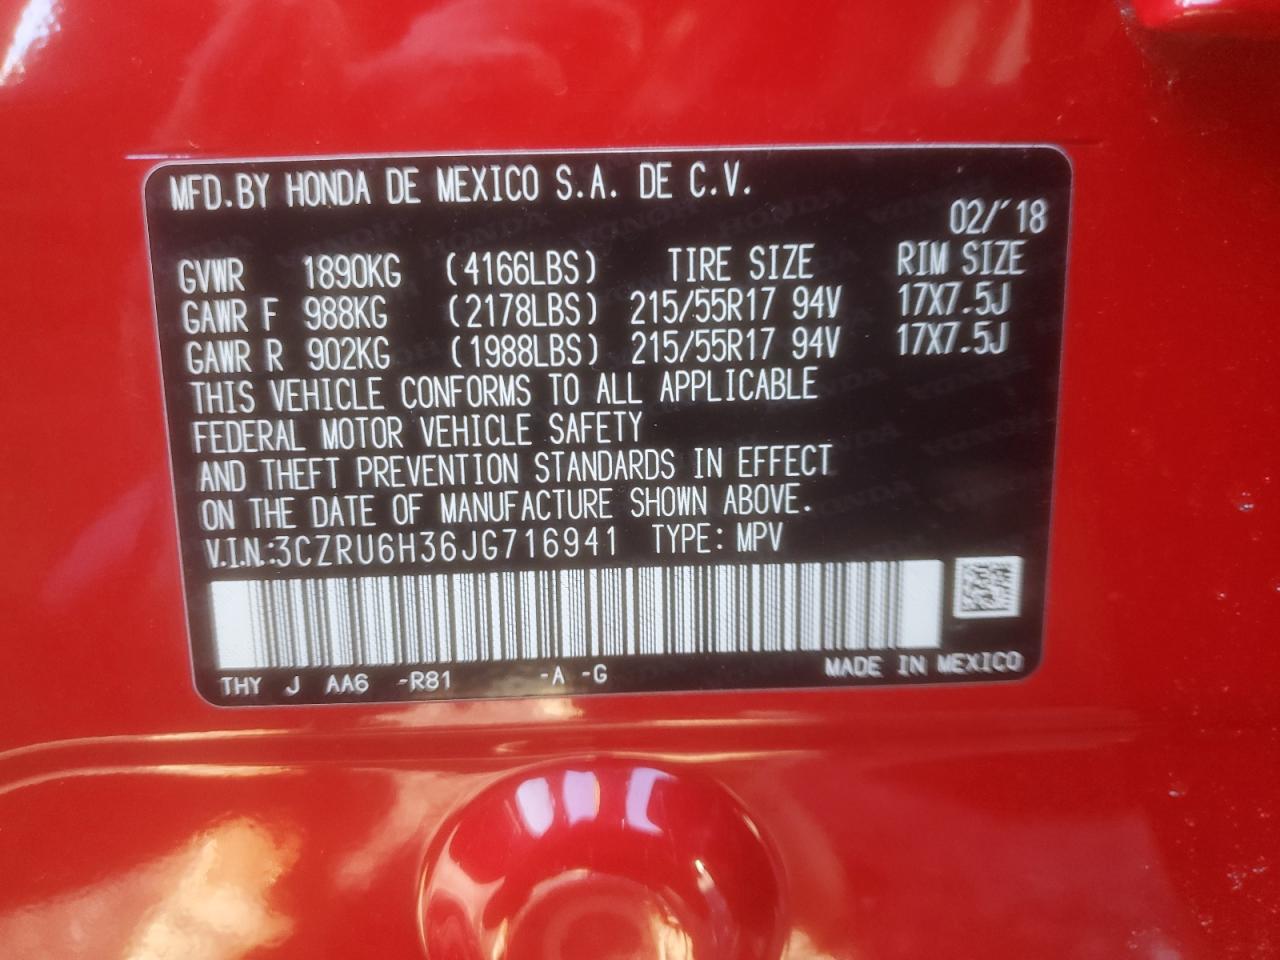 MFD.BY HONDA DE MEXICO S.A. DE C.V.
02/'18
GVWR 1890KG (4166LBS) TIRE SIZE RIM SIZE
GAWR F 988KG (2178LBS) 215/55R17 94V 17X7.5J
GAWR R 902KG (1988LBS) 215/55R17 94V 17X7.5J
THIS VEHICLE CONFORMS TO ALL APPLICABLE
FEDERAL MOTOR VEHICLE SAFETY
AND THEFT PREVENTION STANDARDS IN EFFECT
ON THE DATE OF MANUFACTURE SHOWN ABOVE.
V.I.N.:3CZRU6H36JG716941 TYPE: MPV
THY J AA6 -R81 -A -G MADE IN MEXICO